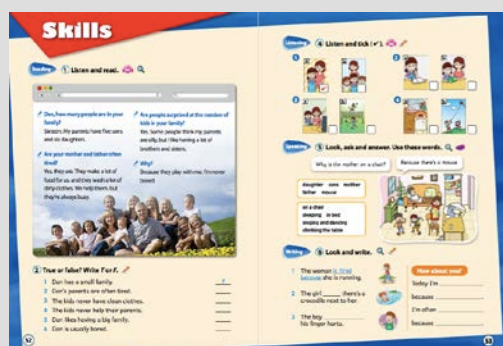 Skills
Reading 1 Listen and read.
Dan, how many people are in your family?
Sixteen. My parents have five sons and six daughters.
Are your mother and father often tired?
Yes, they are. They make a lot of
food for us, and they wash a lot of
dirty clothes. We help them, but
they're always busy.
Are people surprised at the number of
kids in your family?
Yes. Some people think my parents
are silly, but I like having a lot of
brothers and sisters.
Why?
Because they play with me. I'm never
bored!
2 True or false? Write T or F.
1 Dan has a small family. F
2 Dan's parents are often tired.
3 The kids never have clean clothes.
4 The kids never help their parents.
5 Dan likes having a big family.
6 Dan is usually bored.
52
Listening 4 Listen and tick (✓).
1
2
3
4
Speaking 5 Look, ask and answer. Use these words.
Why is the mother on a chair?
Because there's a mouse.
daughter sons mother
father mouse
on a chair
sleeping in bed
singing and dancing
climbing the table
Writing 6 Look and write.
1 The woman is tired
because she is running.
2 The girl ____ there's a
crocodile next to her.
3 The boy ____
his finger hurts.
How about you?
Today I'm
because
I'm often
because
53